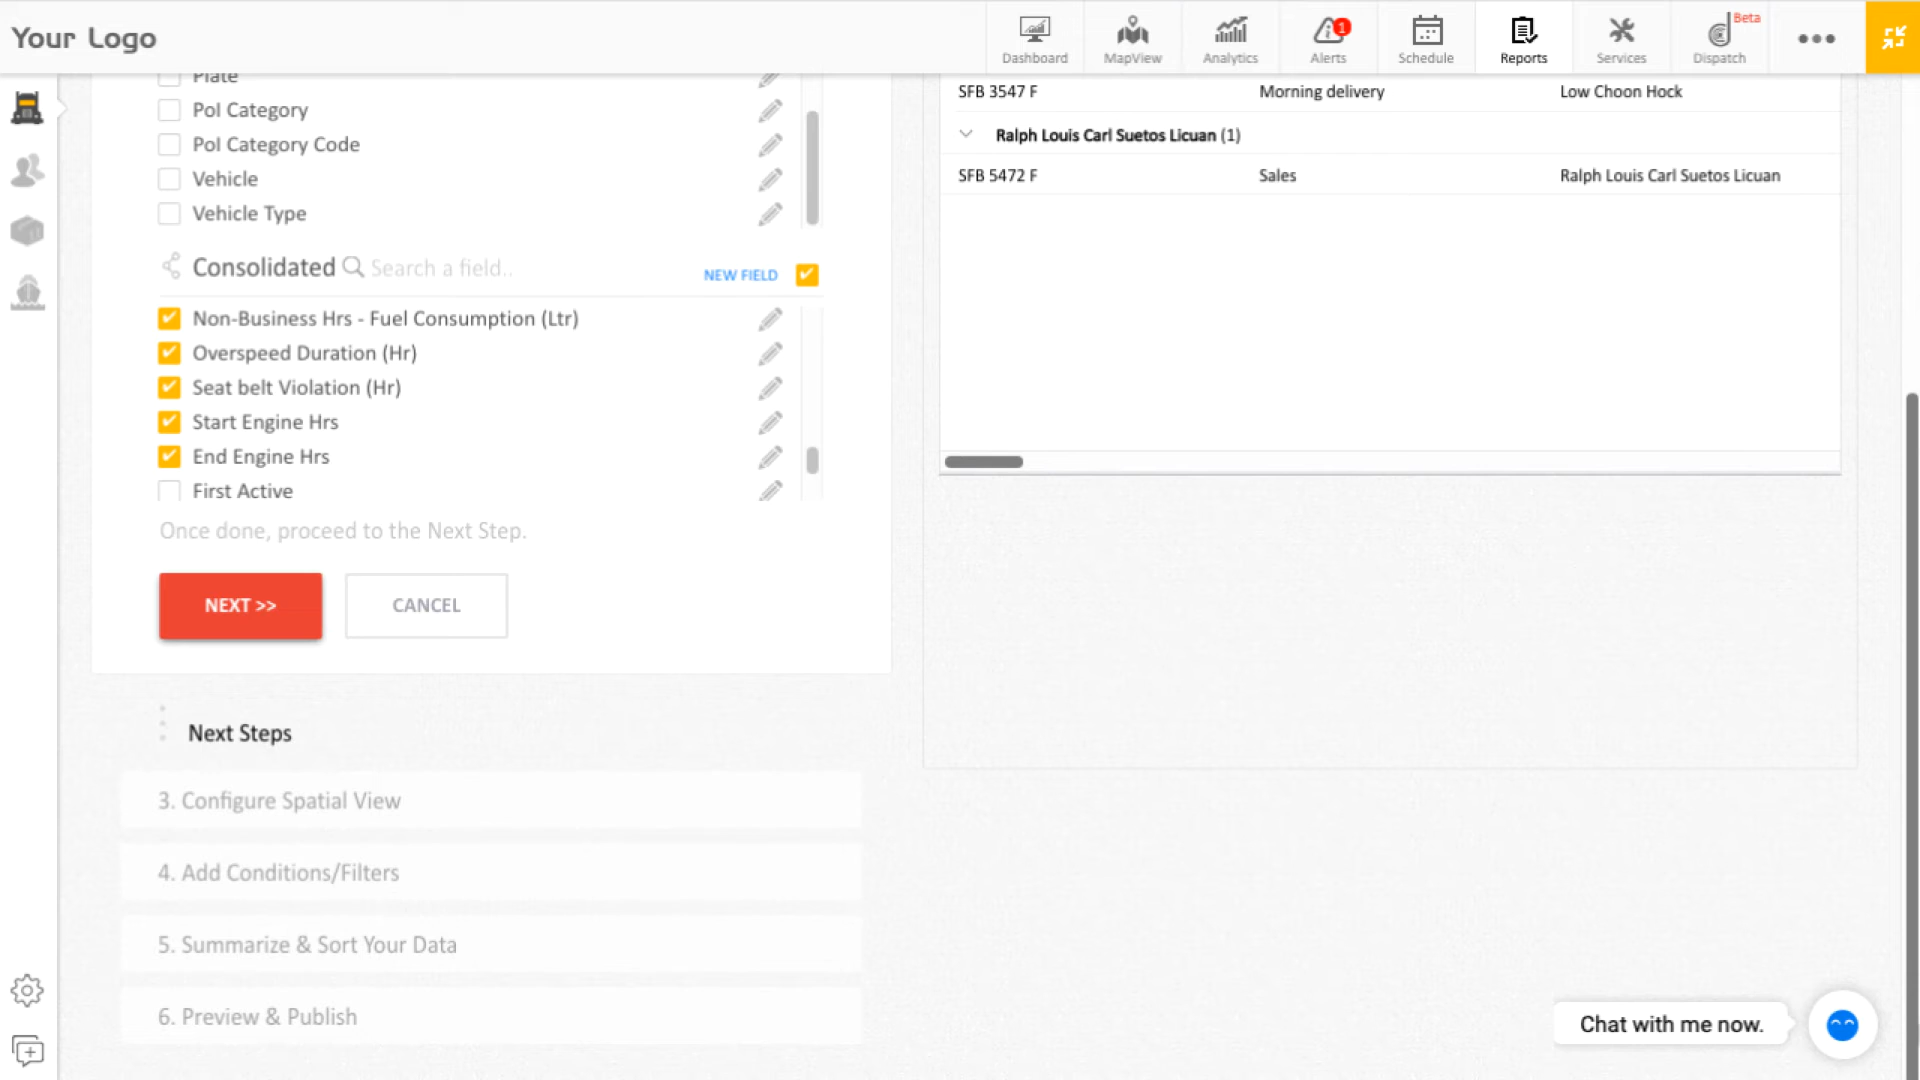 Your Logo
Dashboard
MapView
Analytics
1
Alerts
Schedule
Reports
Services
Beta
Dispatch
Plate
PoI Category
PoI Category Code
Vehicle
Vehicle Type
Consolidated
Search a field..
NEW FIELD
Non-Business Hrs - Fuel Consumption (Ltr)
Overspeed Duration (Hr)
Seat belt Violation (Hr)
Start Engine Hrs
End Engine Hrs
First Active
Once done, proceed to the Next Step.
NEXT >>
CANCEL
Next Steps
3. Configure Spatial View
4. Add Conditions/Filters
5. Summarize & Sort Your Data
6. Preview & Publish
SFB 3547 F Morning delivery Low Choon Hock
Ralph Louis Carl Suetos Licuan (1)
SFB 5472 F Sales Ralph Louis Carl Suetos Licuan
Chat with me now.